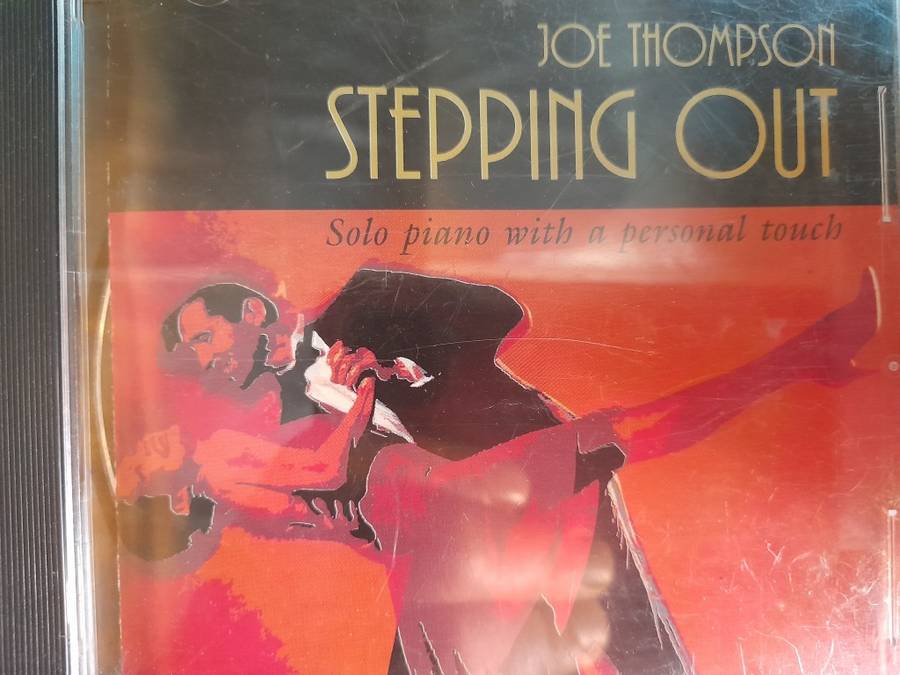 JOE THOMPSON
STEPPING OUT
Solo piano with a personal touch